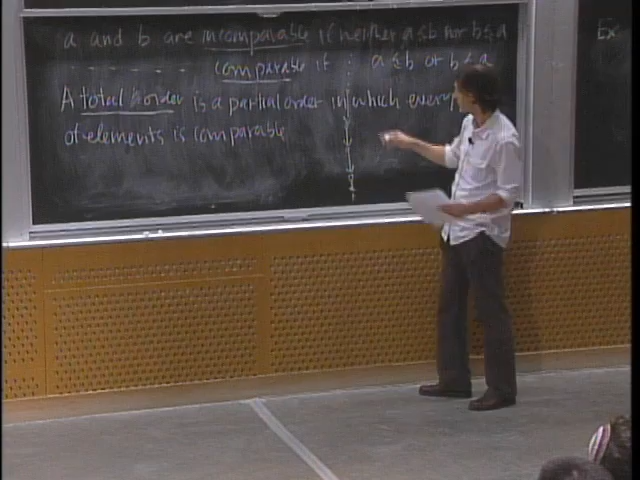 a and b are incomparable if neither a ≤ b nor b ≤ a
comparable if a ≤ b or b ≤ a
A total order is a partial order in which every
of elements is comparable
Ex